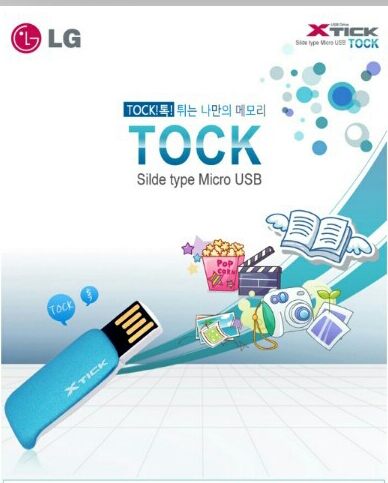 LG
USB Drive
XTICK
Silde type Micro USB TOCK
TOCK!톡! 튀는 나만의 메모리
TOCK
Silde type Micro USB
POP
CORN
TOCK 톡
XTICK